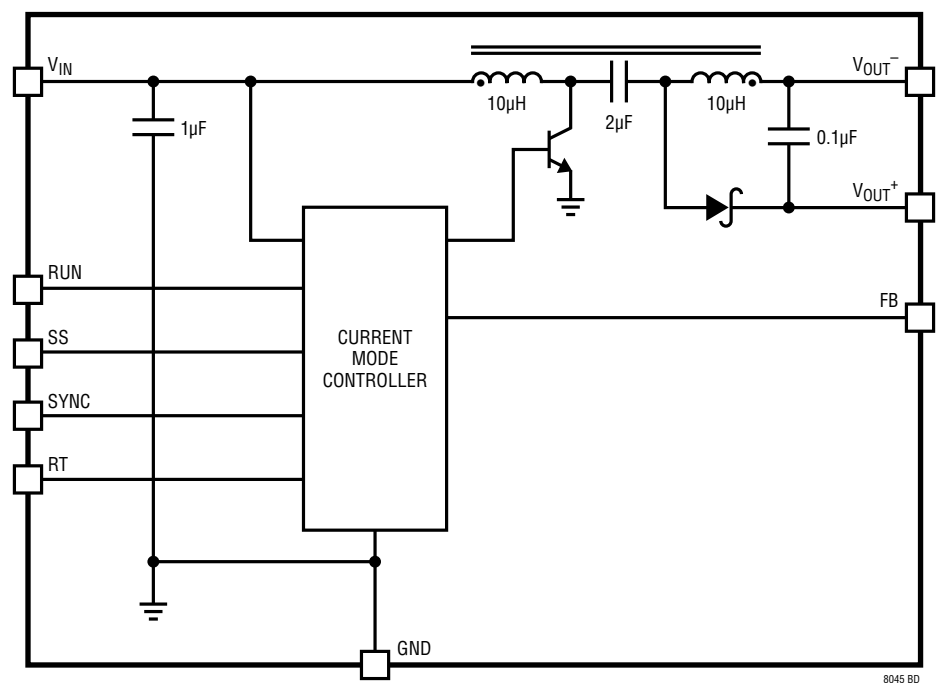 VIN
VOUT−
10µH
10µH
2µF
1µF
0.1µF
VOUT+
RUN
FB
SS
CURRENT
MODE
CONTROLLER
SYNC
RT
GND
8045 BD